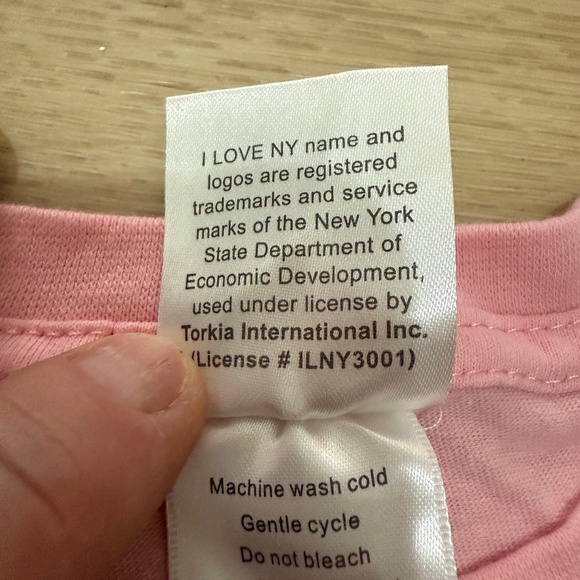 I LOVE NY name and
logos are registered
trademarks and service
marks of the New York
State Department of
Economic Development,
used under license by
Torkia International Inc.
(License # ILNY3001)
Machine wash cold
Gentle cycle
Do not bleach